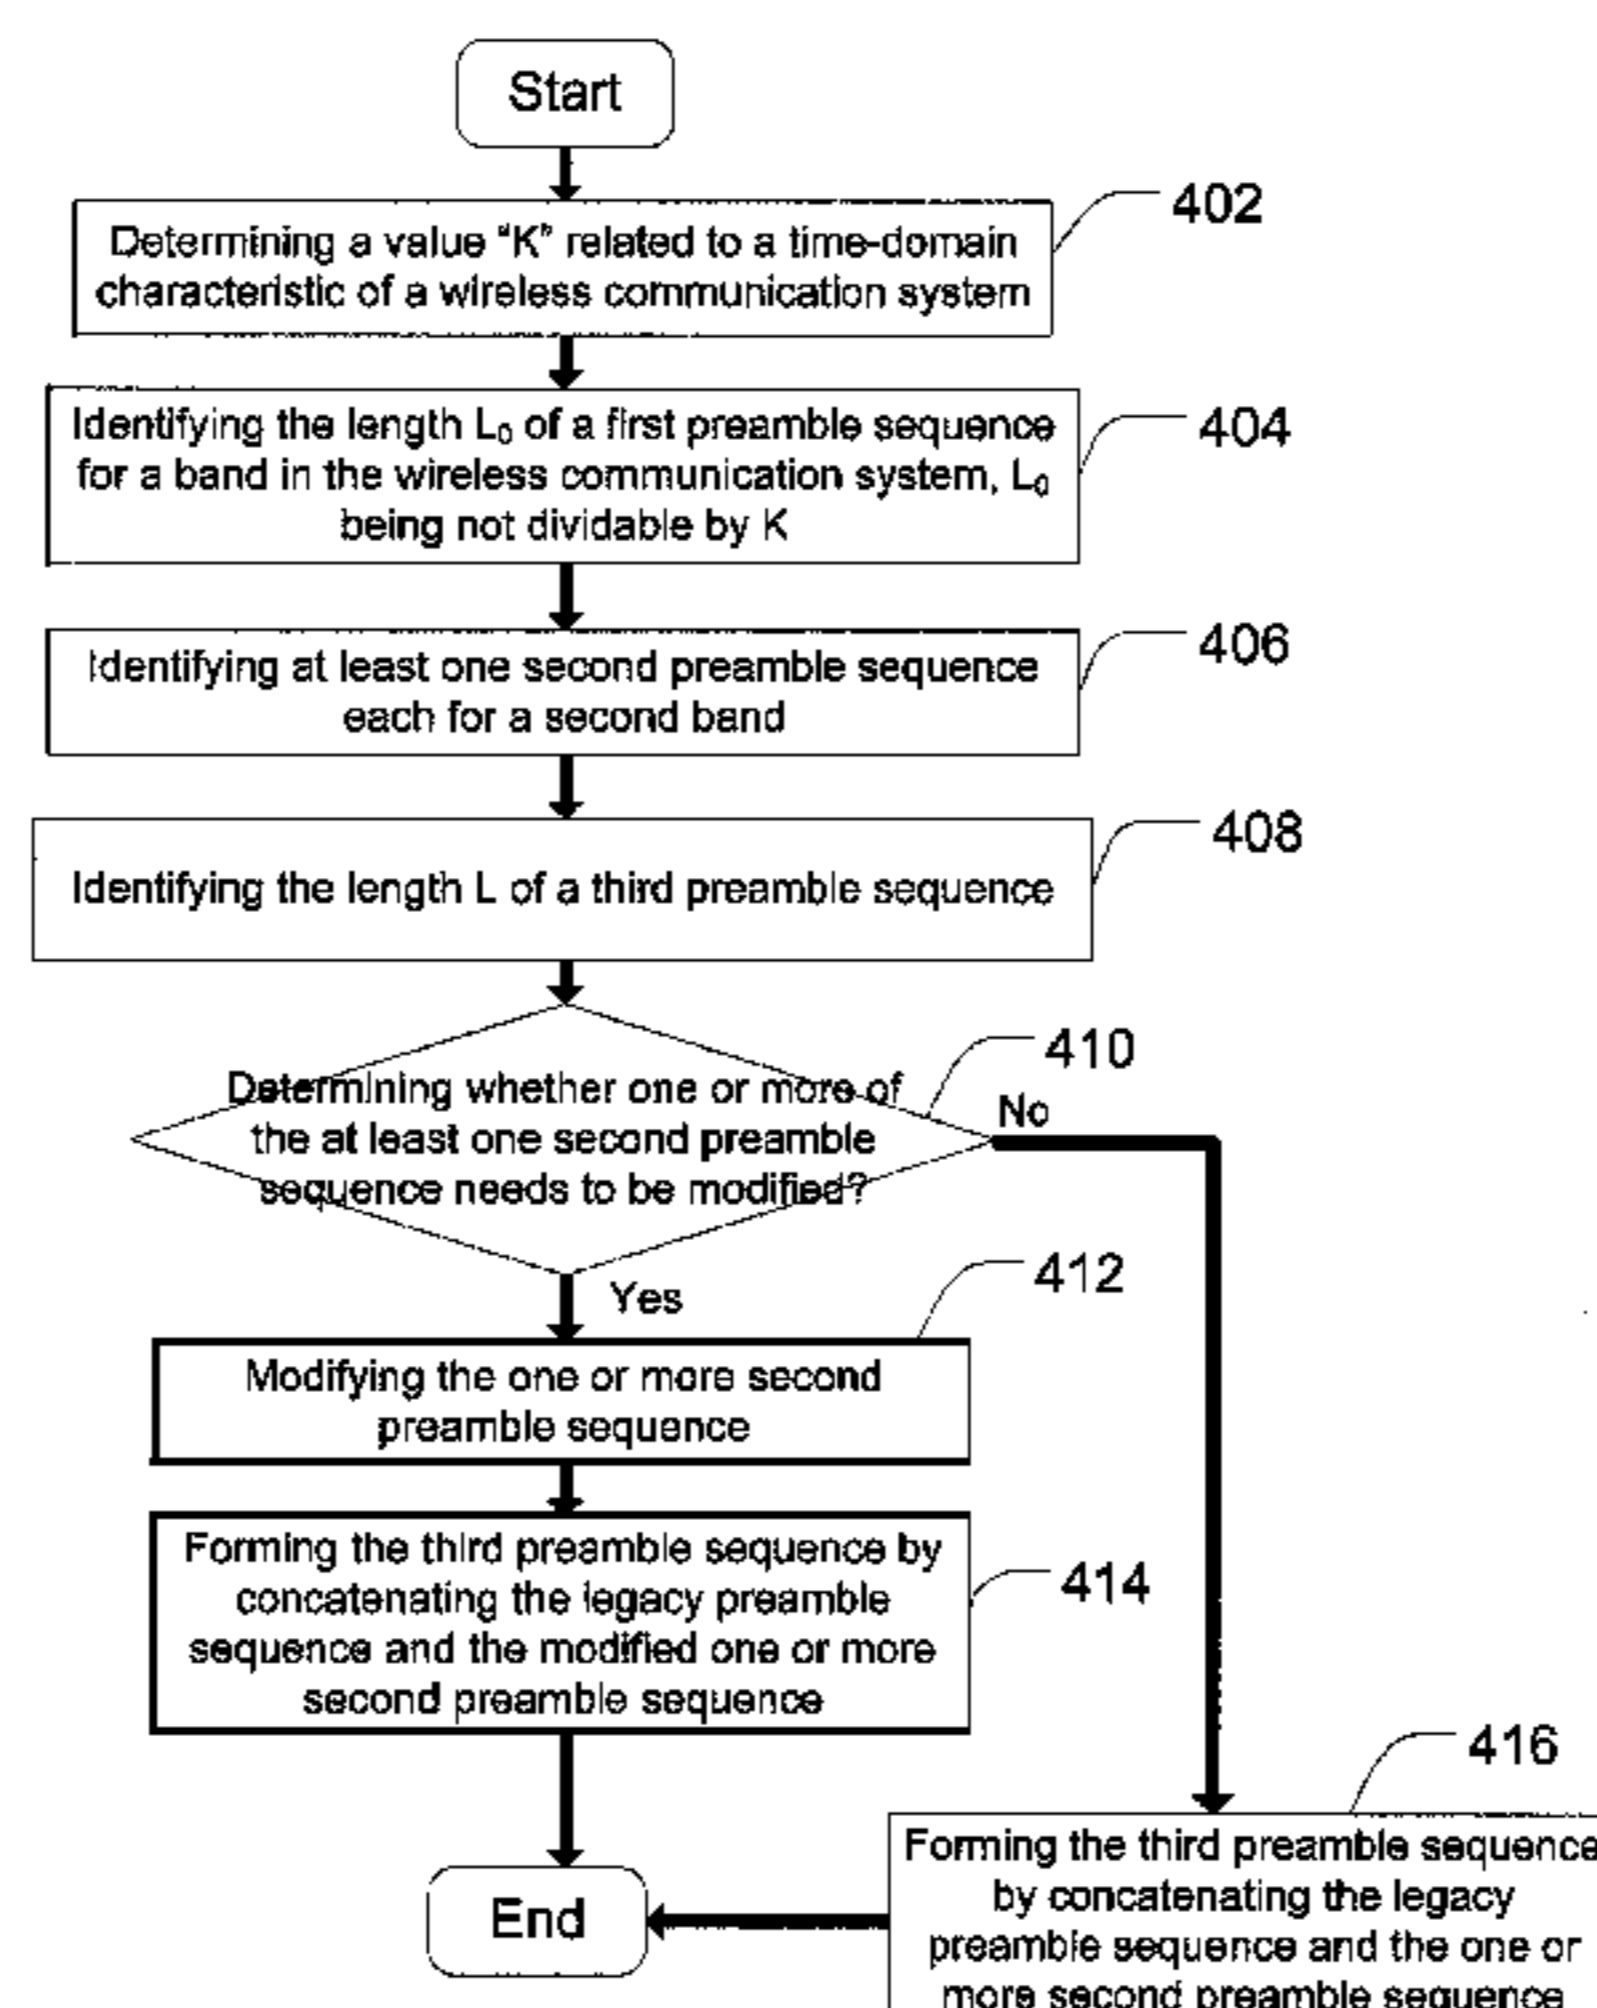 Start
402
Determining a value "K" related to a time-domain
characteristic of a wireless communication system
404
Identifying the length L₀ of a first preamble sequence
for a band in the wireless communication system, L₀
being not dividable by K
406
Identifying at least one second preamble sequence
each for a second band
408
Identifying the length L of a third preamble sequence
410
Determining whether one or more of
the at least one second preamble
sequence needs to be modified?
No
Yes
412
Modifying the one or more second
preamble sequence
414
Forming the third preamble sequence by
concatenating the legacy preamble
sequence and the modified one or more
second preamble sequence
416
Forming the third preamble sequence
by concatenating the legacy
preamble sequence and the one or
more second preamble sequence
End